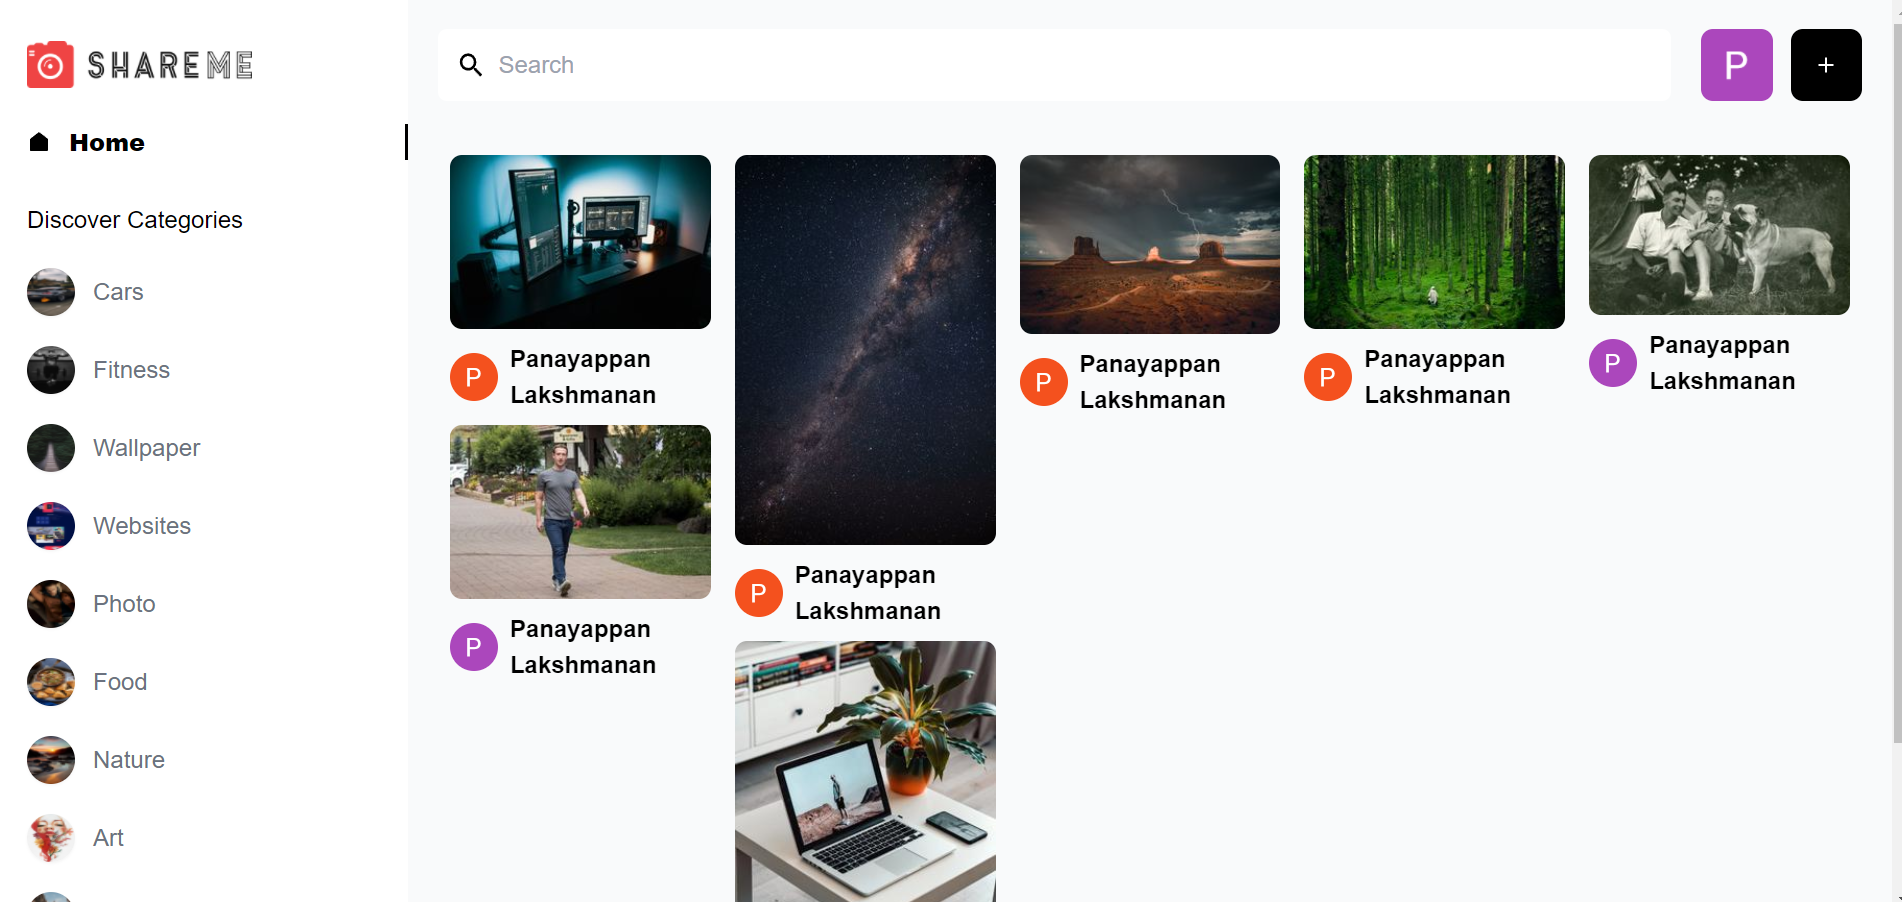 SHAREME
Search
P
+
Home
Discover Categories
Cars
Fitness
Wallpaper
Websites
Photo
Food
Nature
Art
P
Panayappan
Lakshmanan
P
Panayappan
Lakshmanan
P
Panayappan
Lakshmanan
P
Panayappan
Lakshmanan
P
Panayappan
Lakshmanan
P
Panayappan
Lakshmanan